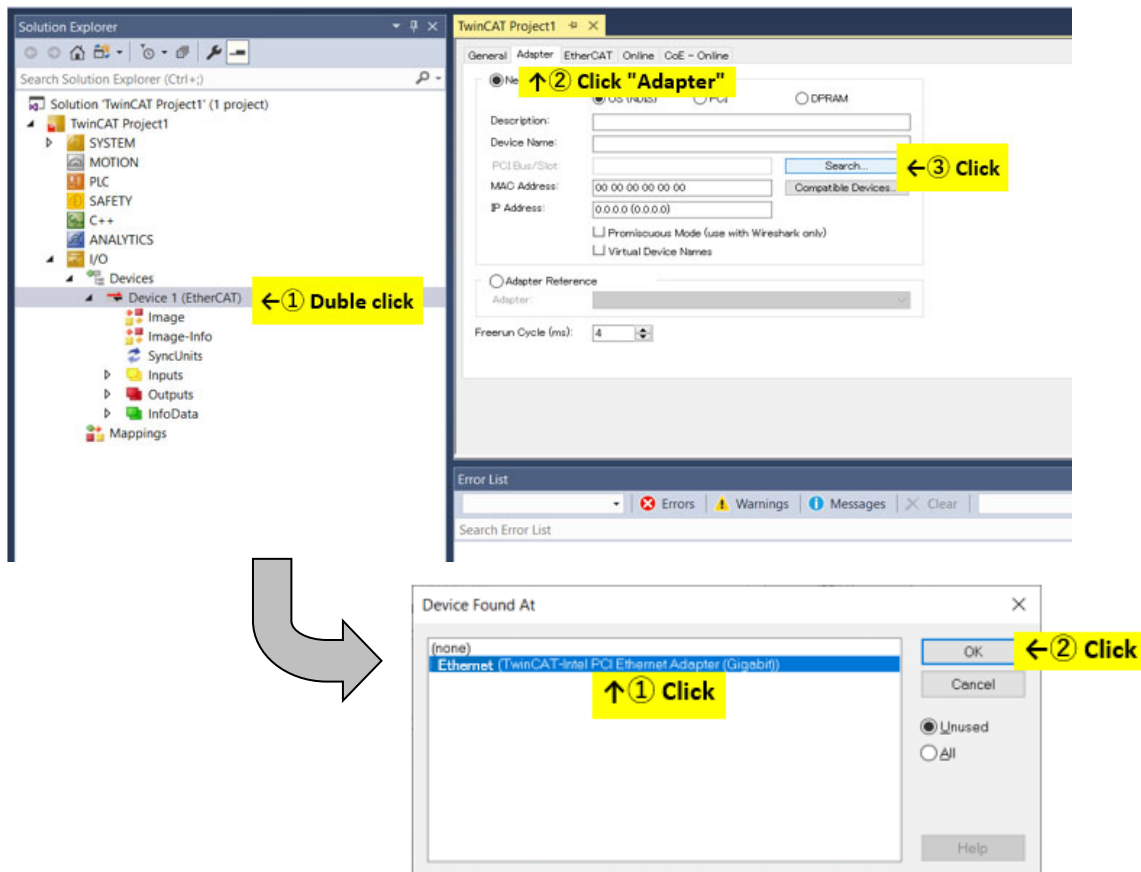 Solution Explorer
Search Solution Explorer (Ctrl+;)
Solution 'TwinCAT Project1' (1 project)
TwinCAT Project1
SYSTEM
MOTION
PLC
SAFETY
C++
ANALYTICS
I/O
Devices
Device 1 (EtherCAT)
←① Duble click
Image
Image-Info
SyncUnits
Inputs
Outputs
InfoData
Mappings
TwinCAT Project1
General Adapter EtherCAT Online CoE - Online
↑② Click "Adapter"
OS (NDIS) PCI DPRAM
Description:
Device Name:
PCI Bus/Slot: Search... ←③ Click
MAC Address: 00 00 00 00 00 00 Compatible Devices...
IP Address: 0.0.0.0 (0.0.0.0)
Promiscuous Mode (use with Wireshark only)
Virtual Device Names
Adapter Reference
Adapter:
Freerun Cycle (ms): 4
Error List
Errors Warnings Messages Clear
Search Error List
Device Found At
(none)
Ethernet (TwinCAT-Intel PCI Ethernet Adapter (Gigabit))
↑① Click
OK ←② Click
Cancel
Unused
All
Help